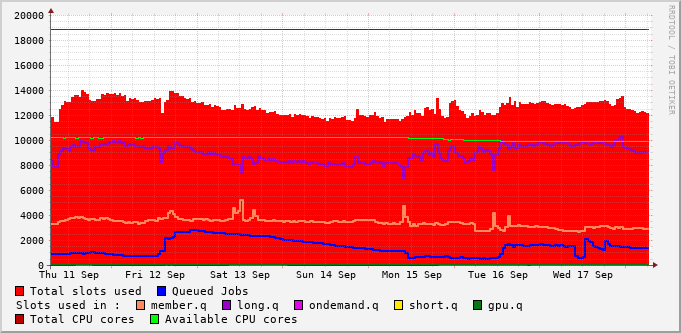 20000
18000
16000
14000
12000
10000
8000
6000
4000
2000
0
Thu 11 Sep Fri 12 Sep Sat 13 Sep Sun 14 Sep Mon 15 Sep Tue 16 Sep Wed 17 Sep
Total slots used Queued Jobs
Slots used in : member.q long.q ondemand.q short.q gpu.q
Total CPU cores Available CPU cores
RRDTOOL / TOBI OETIKER